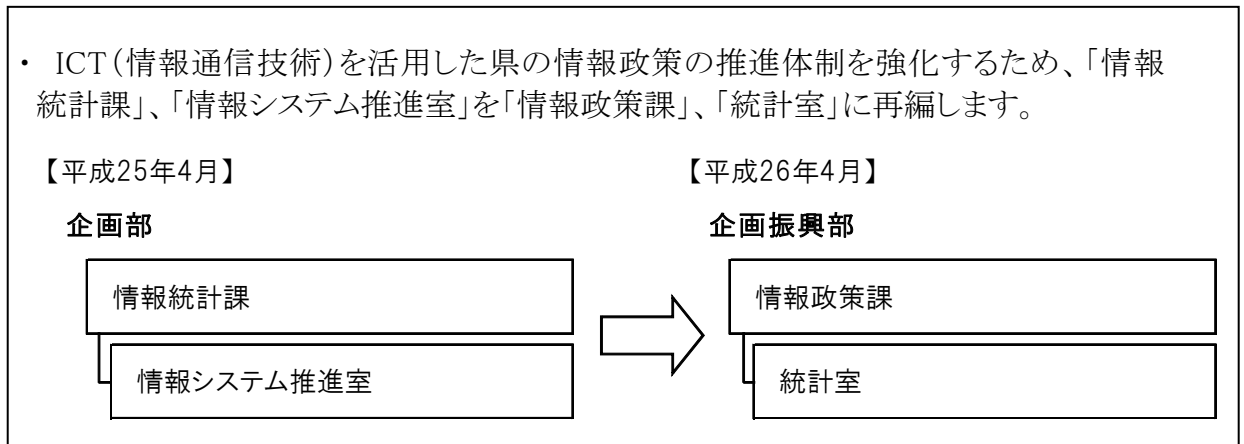 ・ ICT(情報通信技術)を活用した県の情報政策の推進体制を強化するため、「情報
統計課」、「情報システム推進室」を「情報政策課」、「統計室」に再編します。
【平成25年4月】
【平成26年4月】
企画部
企画振興部
情報統計課
情報政策課
情報システム推進室
統計室